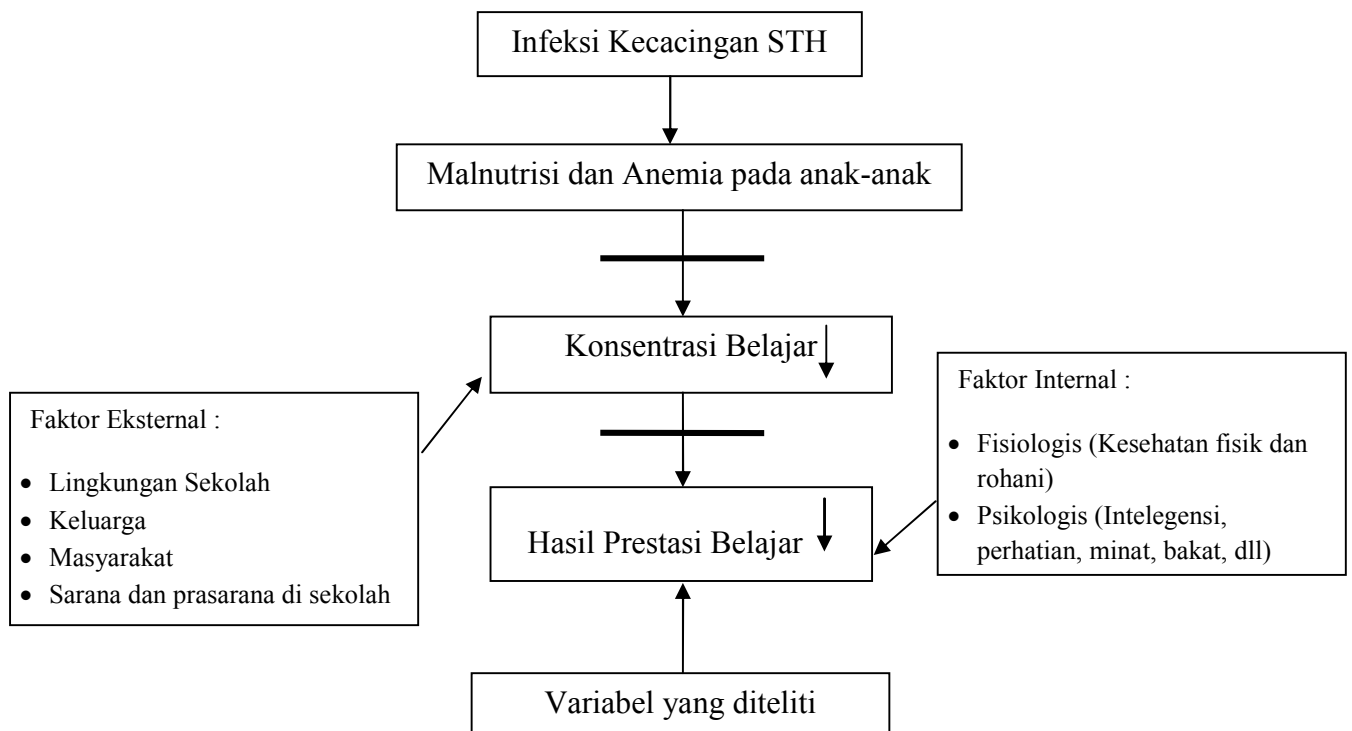 Infeksi Kecacingan STH
Malnutrisi dan Anemia pada anak-anak
Konsentrasi Belajar
Faktor Eksternal :
• Lingkungan Sekolah
• Keluarga
• Masyarakat
• Sarana dan prasarana di sekolah
Faktor Internal :
• Fisiologis (Kesehatan fisik dan
rohani)
• Psikologis (Intelegensi,
perhatian, minat, bakat, dll)
Hasil Prestasi Belajar
Variabel yang diteliti